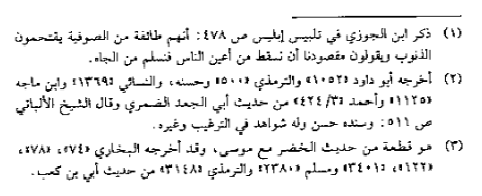 (١) ذكر ابن الجوزي في تلبيس إبليس ص ٤٧٨: أنهم طائفة من الصوفية يقتحمون
الذنوب ويقولون مقصودنا أن نسقط من أعين الناس فنسلم من الجاه.
(٢) أخرجه أبو داود «١٠٥٢» والترمذي «٥٠٠» وحسنه، والنسائي «١٣٦٩» وابن ماجه
«١١٢٥» وأحمد «٣/ ٤٢٤» من حديث أبي الجعد الضمري وقال الشيخ الألباني
ص ٥١١: وسنده حسن وله شواهد في الترغيب وغيره.
(٣) هو قطعة من حديث الخضر مع موسى، وقد أخرجه البخاري «٧٤»، «٧٨»،
«١٢٢»، «٣٤٠١» ومسلم «٢٣٨٠» والترمذي «٣١٤٨» من حديث أبي بن كعب.